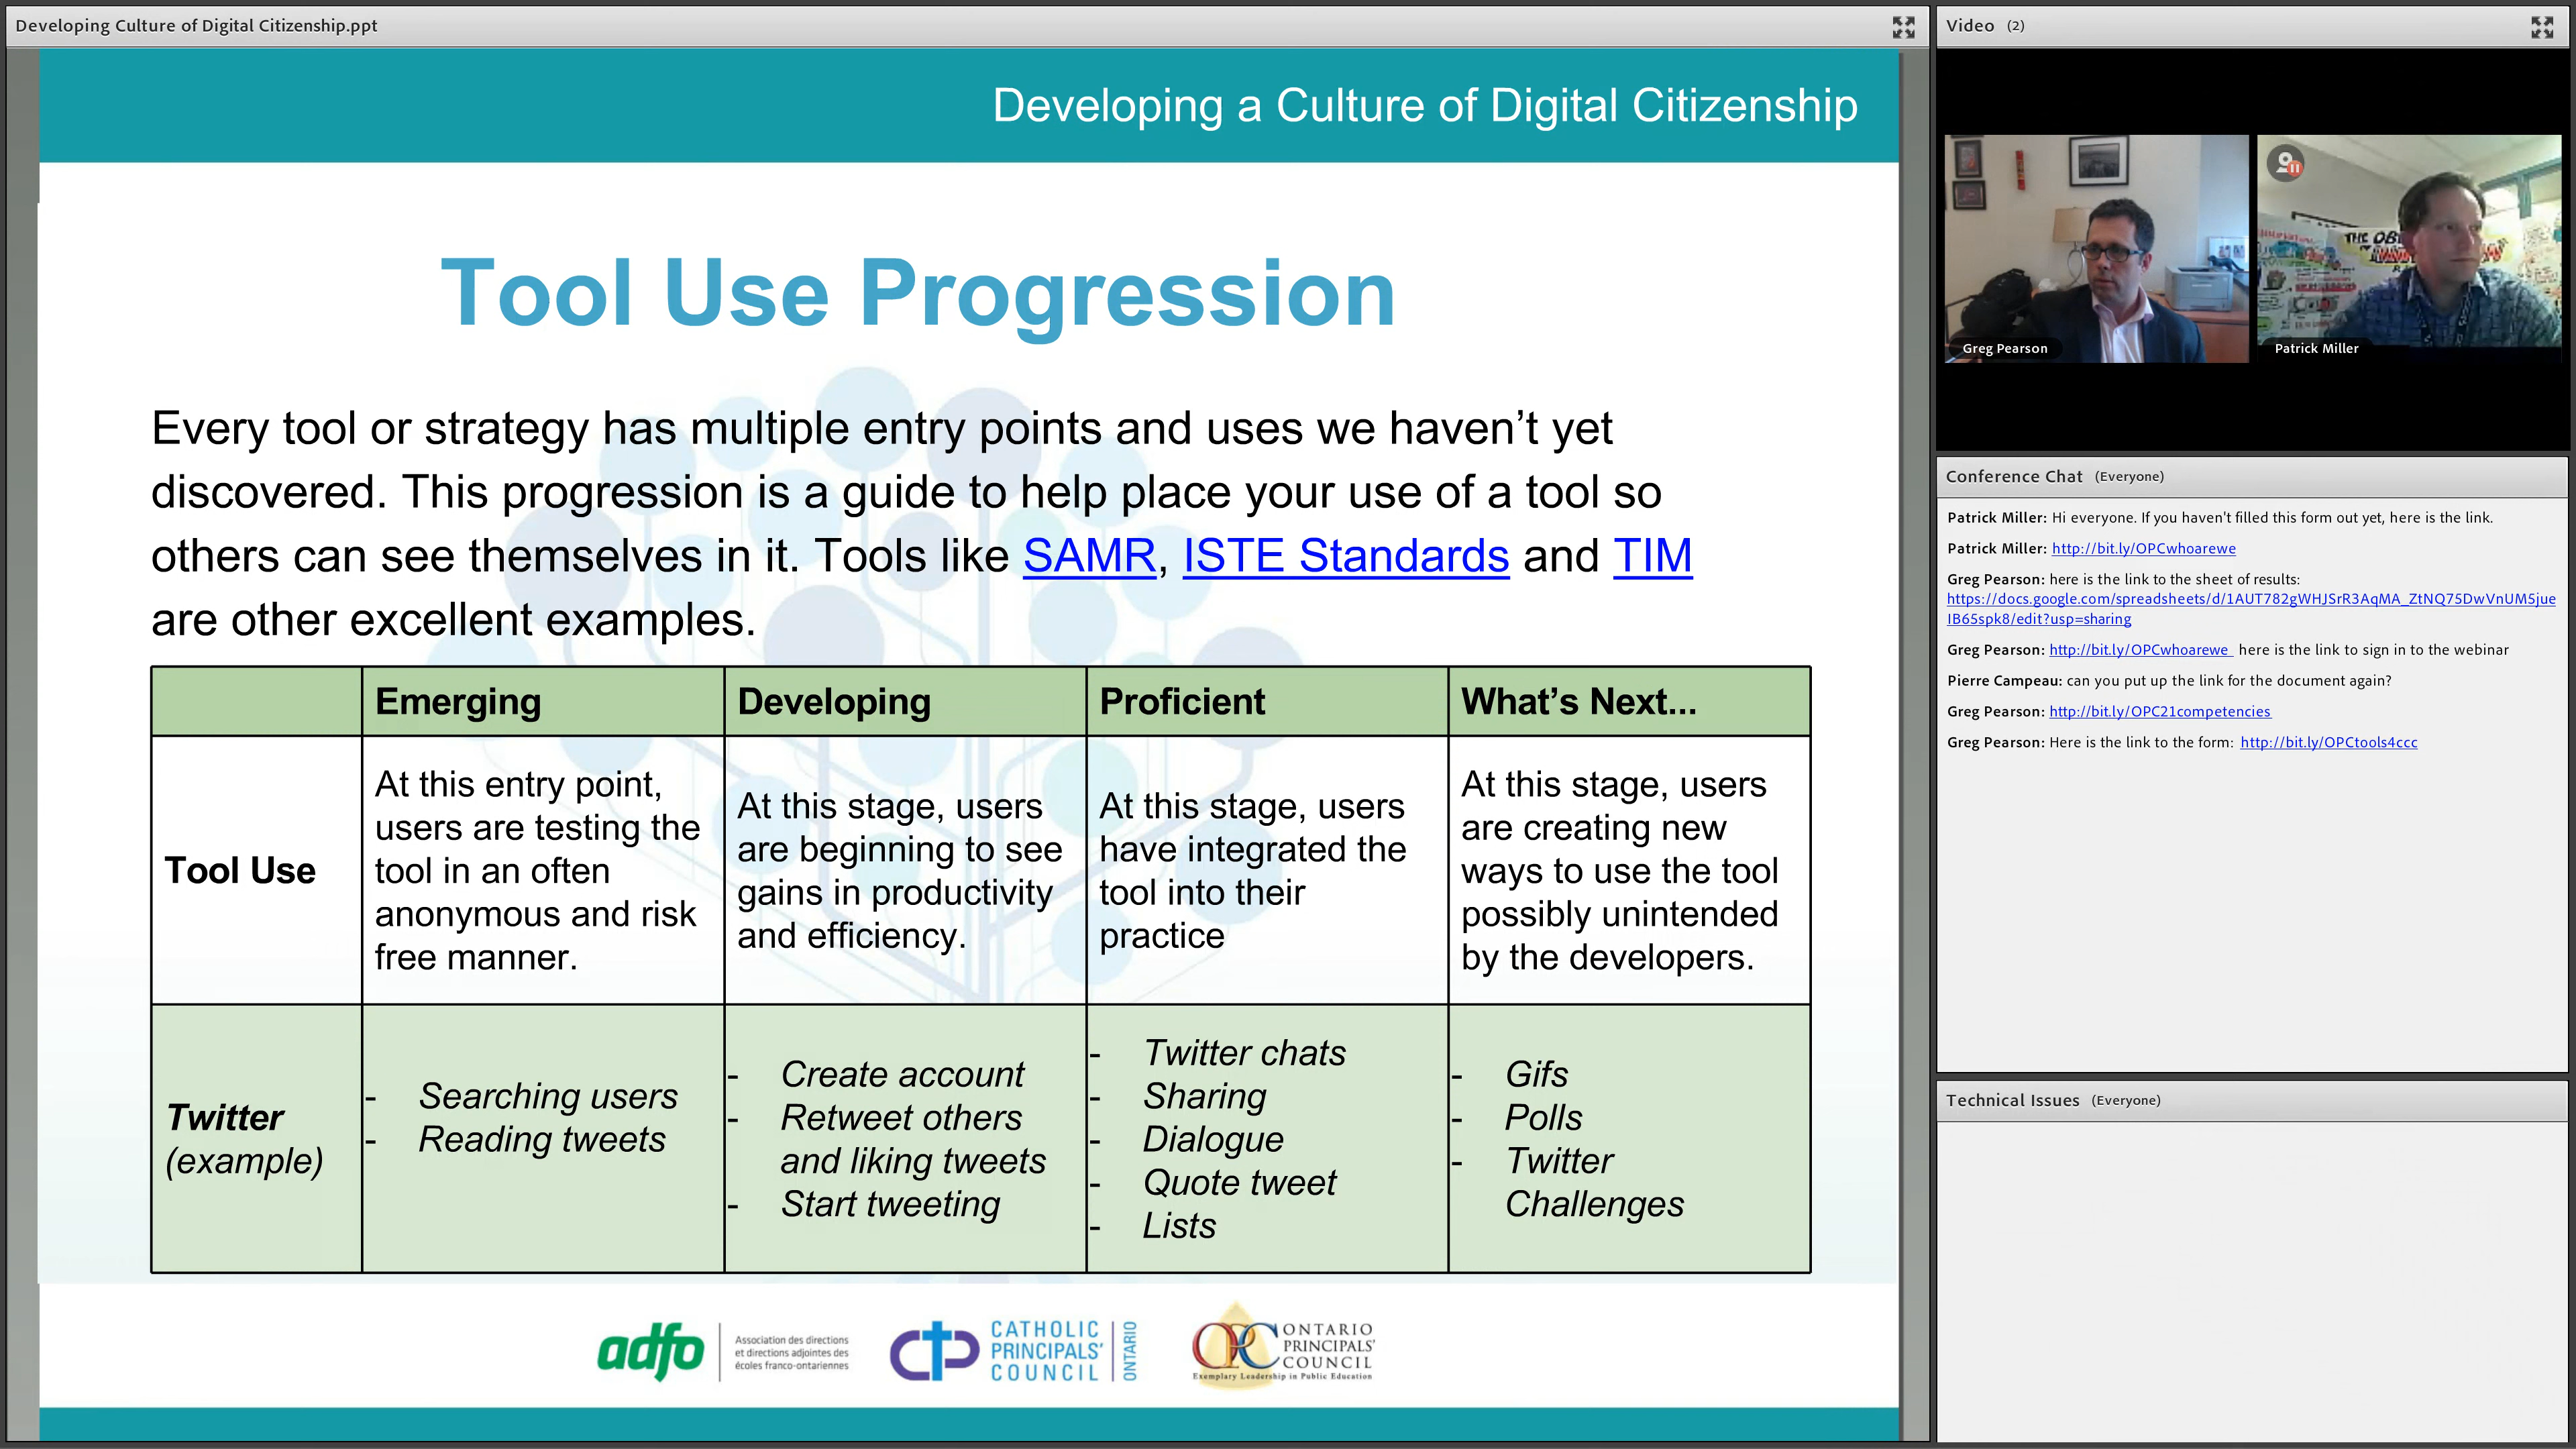 Developing Culture of Digital Citizenship.ppt
Developing a Culture of Digital Citizenship
Tool Use Progression
Every tool or strategy has multiple entry points and uses we haven’t yet
discovered. This progression is a guide to help place your use of a tool so
others can see themselves in it. Tools like SAMR, ISTE Standards and TIM
are other excellent examples.
Emerging
Developing
Proficient
What’s Next...
Tool Use
At this entry point,
users are testing the
tool in an often
anonymous and risk
free manner.
At this stage, users
are beginning to see
gains in productivity
and efficiency.
At this stage, users
have integrated the
tool into their
practice
At this stage, users
are creating new
ways to use the tool
possibly unintended
by the developers.
Twitter
(example)
- Searching users
- Reading tweets
- Create account
- Retweet others
and liking tweets
- Start tweeting
- Twitter chats
- Sharing
- Dialogue
- Quote tweet
- Lists
- Gifs
- Polls
- Twitter
Challenges
adfo
Association des directions
et directions adjointes des
écoles franco-ontariennes
CATHOLIC
PRINCIPALS’
COUNCIL
ONTARIO
OPC
ONTARIO
PRINCIPALS’
COUNCIL
Exemplary Leadership in Public Education
Video (2)
THE OB
Greg Pearson
Patrick Miller
Conference Chat (Everyone)
Patrick Miller: Hi everyone. If you haven't filled this form out yet, here is the link.
Patrick Miller: http://bit.ly/OPCwhoarewe
Greg Pearson: here is the link to the sheet of results:
https://docs.google.com/spreadsheets/d/1AUT782gWHJSrR3AqMA_ZtNQ75DwVnUM5jue
IB65spk8/edit?usp=sharing
Greg Pearson: http://bit.ly/OPCwhoarewe here is the link to sign in to the webinar
Pierre Campeau: can you put up the link for the document again?
Greg Pearson: http://bit.ly/OPC21competencies
Greg Pearson: Here is the link to the form: http://bit.ly/OPCtools4ccc
Technical Issues (Everyone)